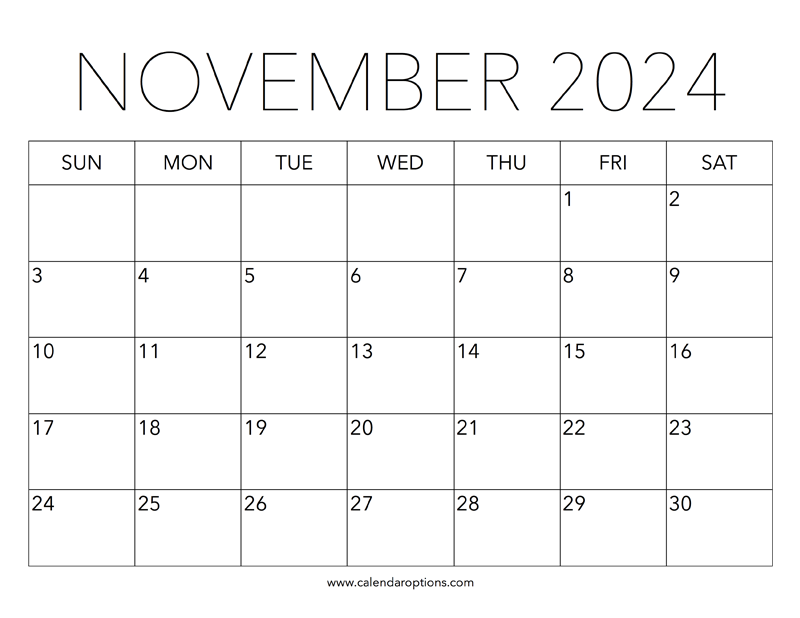 NOVEMBER 2024
SUN MON TUE WED THU FRI SAT
1 2
3 4 5 6 7 8 9
10 11 12 13 14 15 16
17 18 19 20 21 22 23
24 25 26 27 28 29 30
www.calendaroptions.com